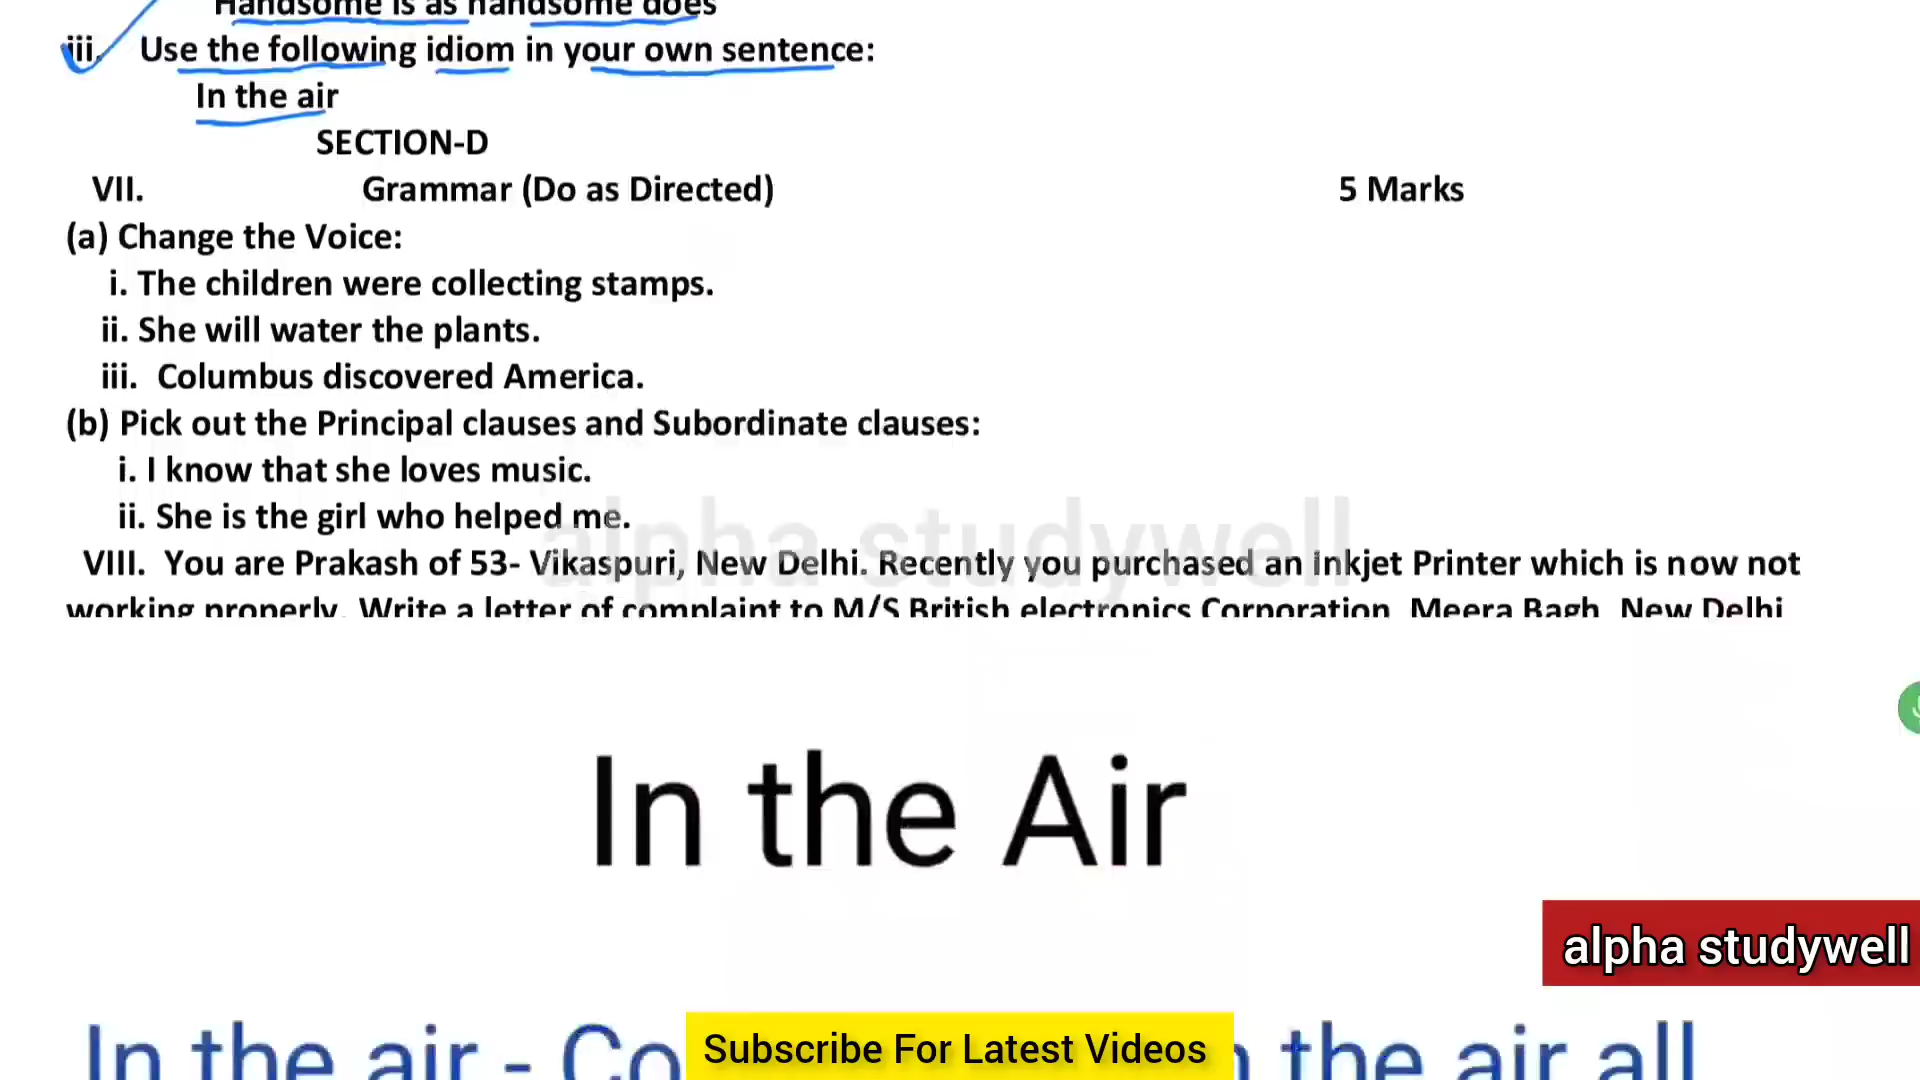 Handsome is as handsome does
iii. Use the following idiom in your own sentence:
In the air
SECTION-D
VII. Grammar (Do as Directed) 5 Marks
(a) Change the Voice:
i. The children were collecting stamps.
ii. She will water the plants.
iii. Columbus discovered America.
(b) Pick out the Principal clauses and Subordinate clauses:
i. I know that she loves music.
ii. She is the girl who helped me.
alpha studywell
VIII. You are Prakash of 53- Vikaspuri, New Delhi. Recently you purchased an Inkjet Printer which is now not
working properly. Write a letter of complaint to M/S British electronics Corporation, Meera Bagh, New Delhi
In the Air
alpha studywell
In the air - the air all
Subscribe For Latest Videos